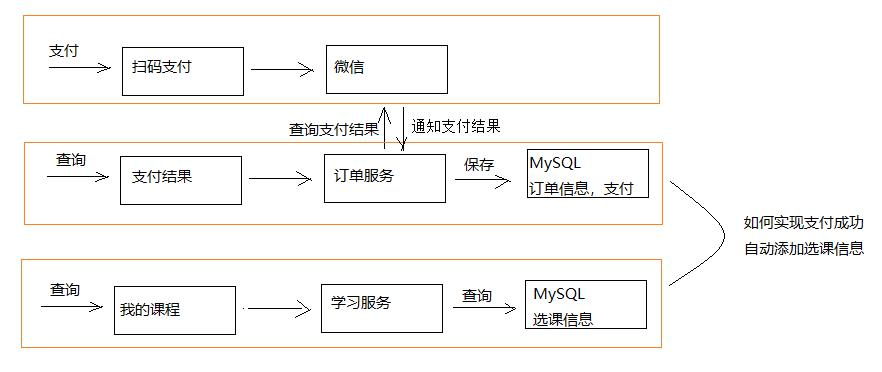 支付
扫码支付
微信
查询支付结果
通知支付结果
查询
支付结果
订单服务
保存
MySQL
订单信息，支付
如何实现支付成功
自动添加选课信息
查询
我的课程
学习服务
查询
MySQL
选课信息